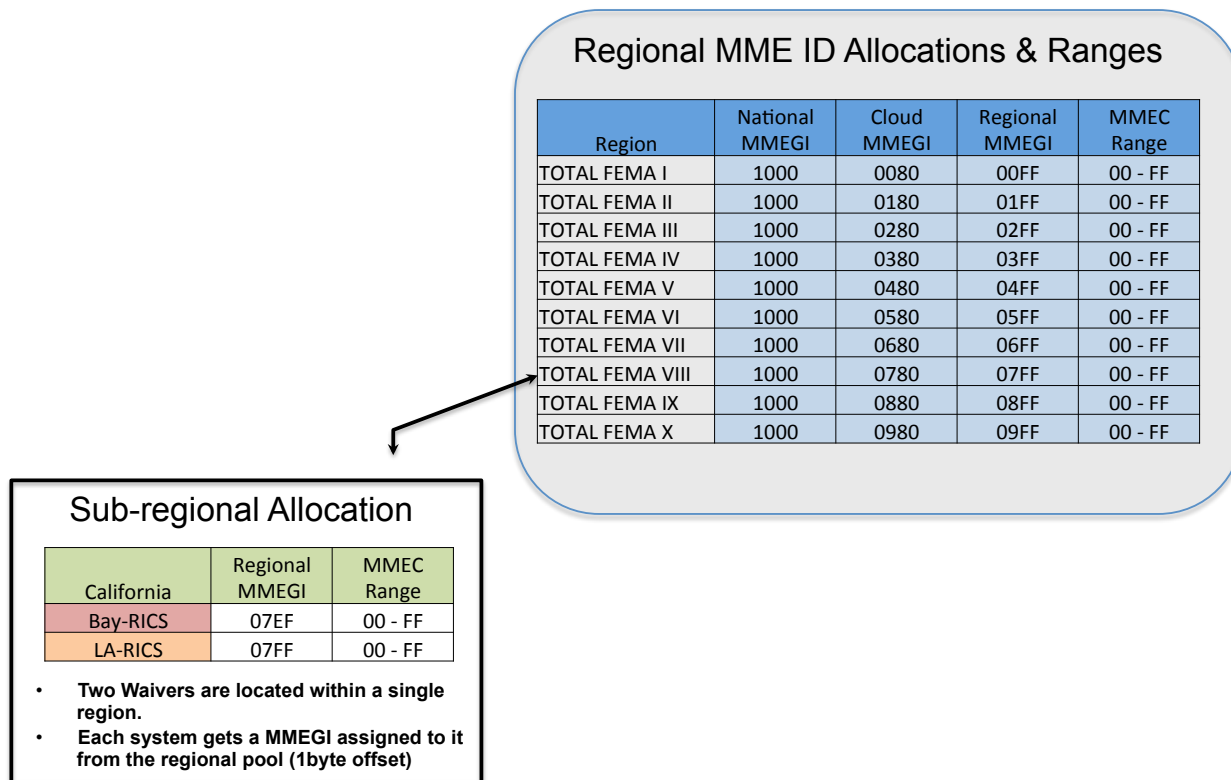 Regional MME ID Allocations & Ranges
Region National MMEGI Cloud MMEGI Regional MMEGI MMEC Range
TOTAL FEMA I 1000 0080 00FF 00 - FF
TOTAL FEMA II 1000 0180 01FF 00 - FF
TOTAL FEMA III 1000 0280 02FF 00 - FF
TOTAL FEMA IV 1000 0380 03FF 00 - FF
TOTAL FEMA V 1000 0480 04FF 00 - FF
TOTAL FEMA VI 1000 0580 05FF 00 - FF
TOTAL FEMA VII 1000 0680 06FF 00 - FF
TOTAL FEMA VIII 1000 0780 07FF 00 - FF
TOTAL FEMA IX 1000 0880 08FF 00 - FF
TOTAL FEMA X 1000 0980 09FF 00 - FF
Sub-regional Allocation
California Regional MMEGI MMEC Range
Bay-RICS 07EF 00 - FF
LA-RICS 07FF 00 - FF
• Two Waivers are located within a single
region.
• Each system gets a MMEGI assigned to it
from the regional pool (1byte offset)